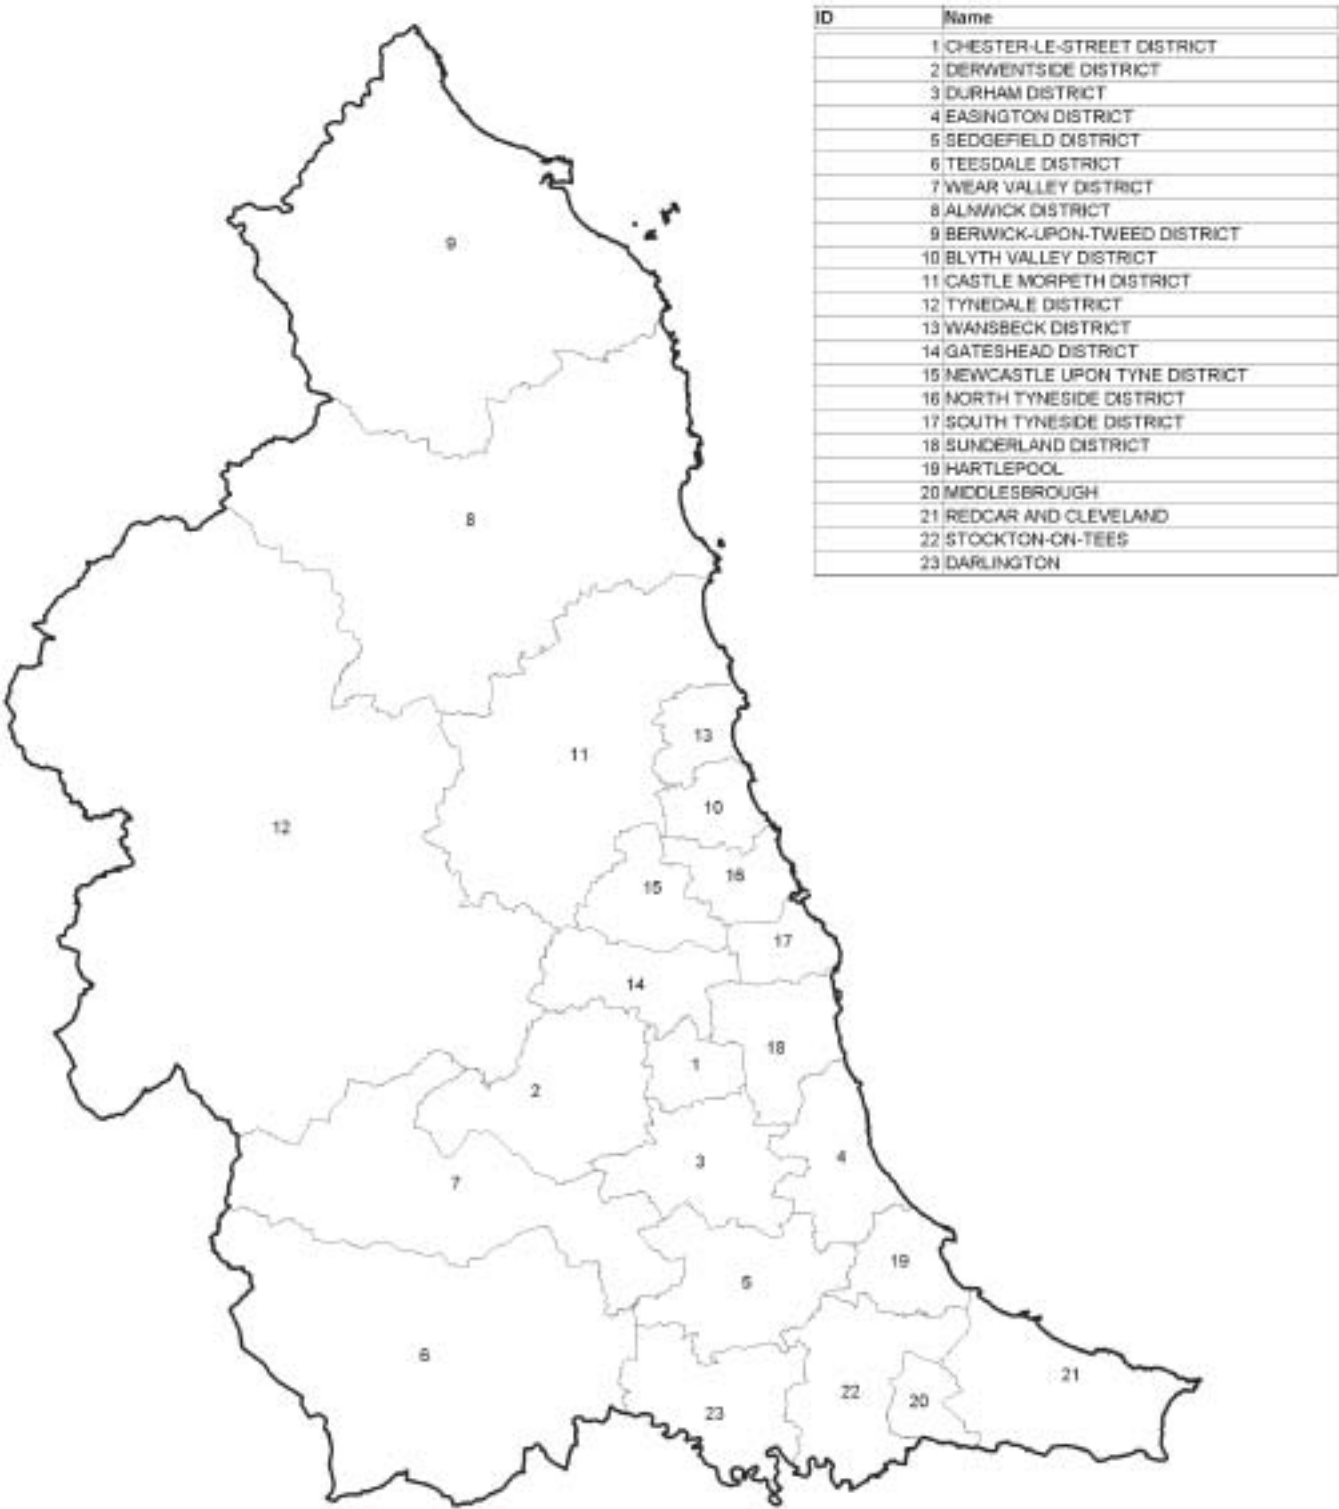 ID Name
1 CHESTER-LE-STREET DISTRICT
2 DERWENTSIDE DISTRICT
3 DURHAM DISTRICT
4 EASINGTON DISTRICT
5 SEDGEFIELD DISTRICT
6 TEESDALE DISTRICT
7 WEAR VALLEY DISTRICT
8 ALNWICK DISTRICT
9 BERWICK-UPON-TWEED DISTRICT
10 BLYTH VALLEY DISTRICT
11 CASTLE MORPETH DISTRICT
12 TYNEDALE DISTRICT
13 WANSBECK DISTRICT
14 GATESHEAD DISTRICT
15 NEWCASTLE UPON TYNE DISTRICT
16 NORTH TYNESIDE DISTRICT
17 SOUTH TYNESIDE DISTRICT
18 SUNDERLAND DISTRICT
19 HARTLEPOOL
20 MIDDLESBROUGH
21 REDCAR AND CLEVELAND
22 STOCKTON-ON-TEES
23 DARLINGTON
9
8
13
11
10
12
16
15
17
14
18
1
2
4
3
7
19
5
6
21
22
20
23